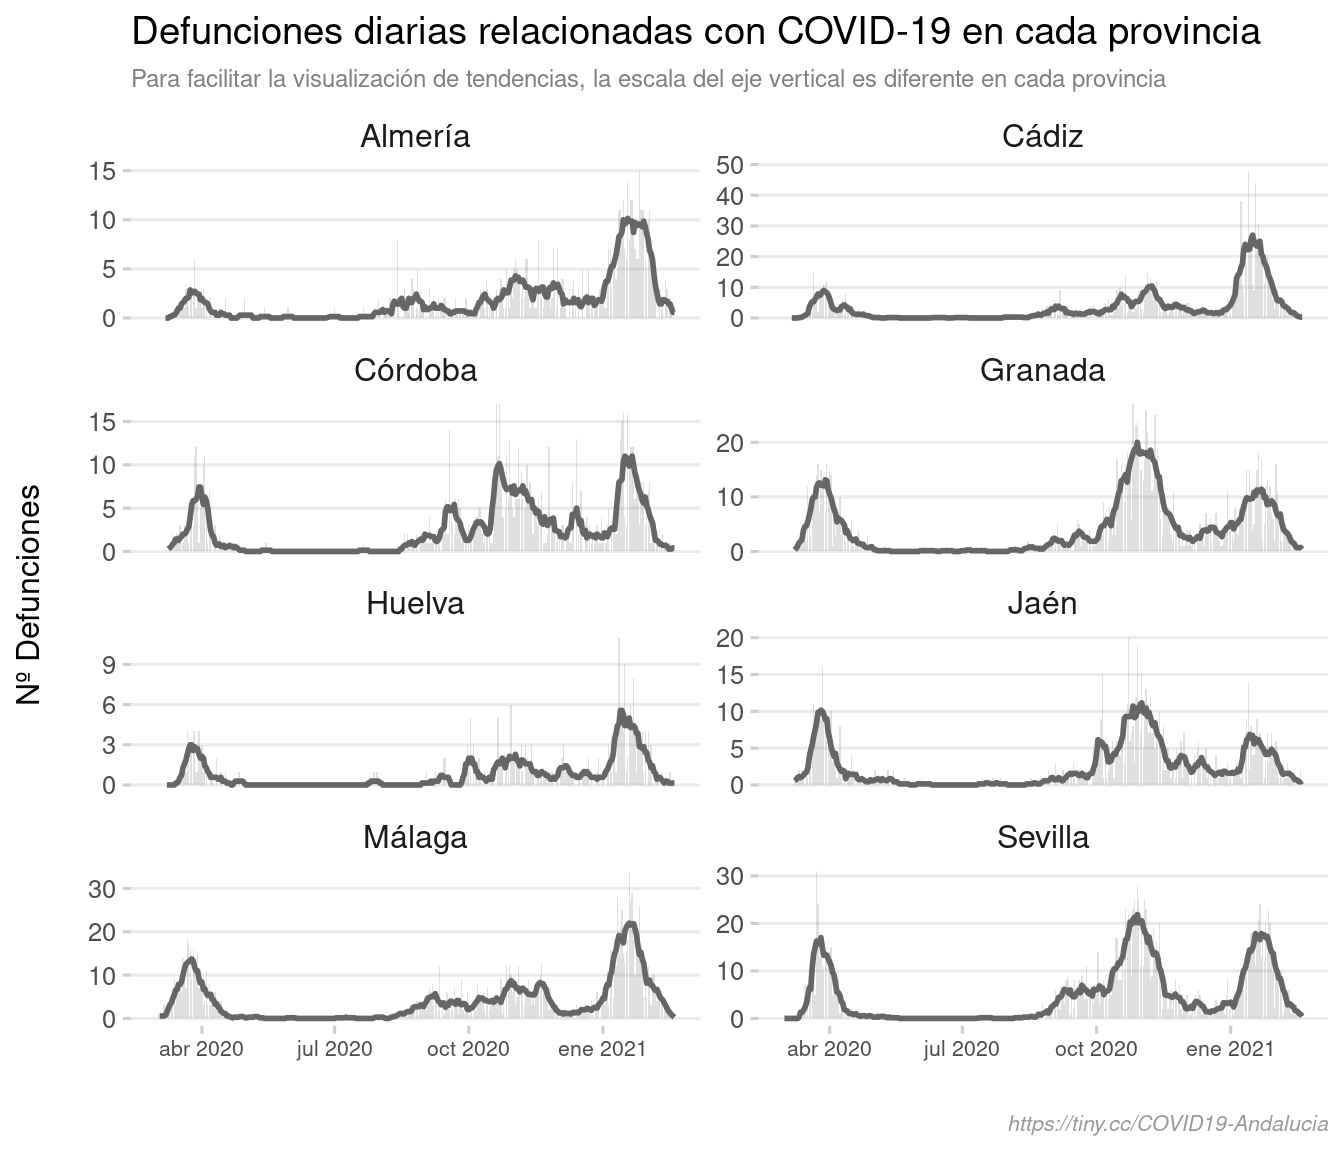 Defunciones diarias relacionadas con COVID-19 en cada provincia
Para facilitar la visualización de tendencias, la escala del eje vertical es diferente en cada provincia
Nº Defunciones
Almería
15
10
5
0
Cádiz
50
40
30
20
10
0
Córdoba
15
10
5
0
Granada
20
10
0
Huelva
9
6
3
0
Jaén
20
15
10
5
0
Málaga
30
20
10
0
abr 2020 jul 2020 oct 2020 ene 2021
Sevilla
30
20
10
0
abr 2020 jul 2020 oct 2020 ene 2021
https://tiny.cc/COVID19-Andalucia